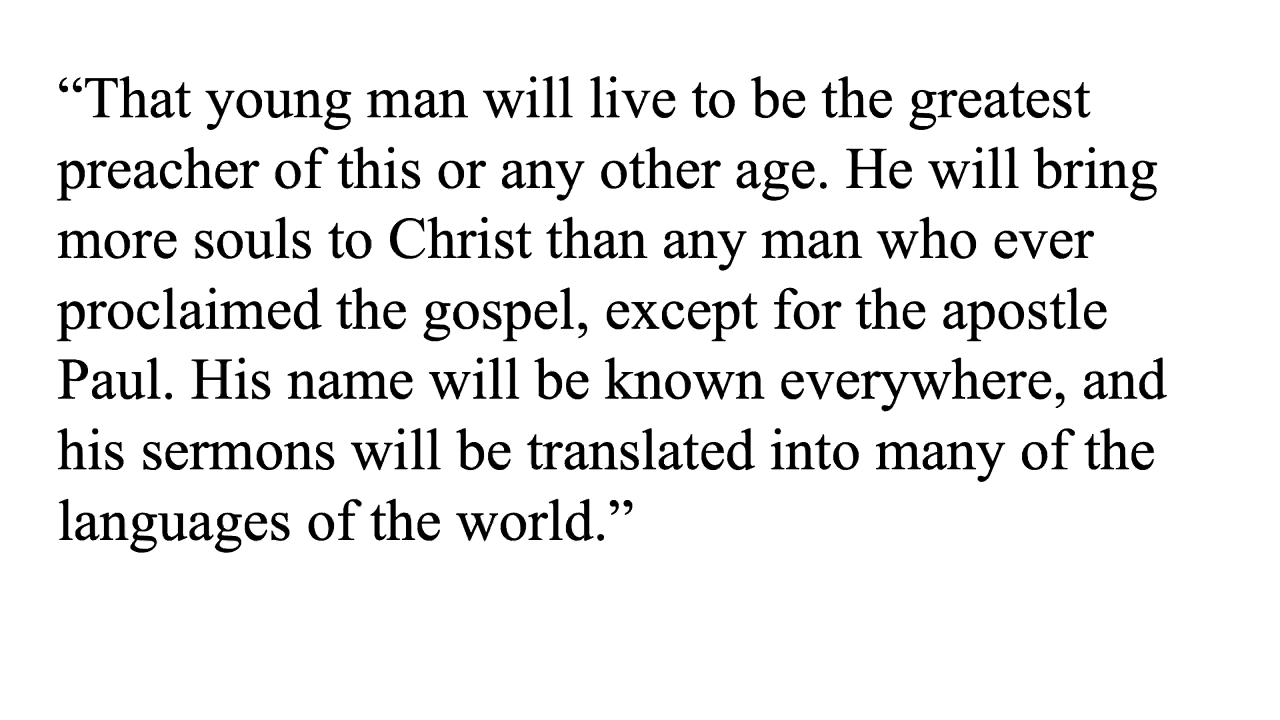 “That young man will live to be the greatest
preacher of this or any other age. He will bring
more souls to Christ than any man who ever
proclaimed the gospel, except for the apostle
Paul. His name will be known everywhere, and
his sermons will be translated into many of the
languages of the world.”